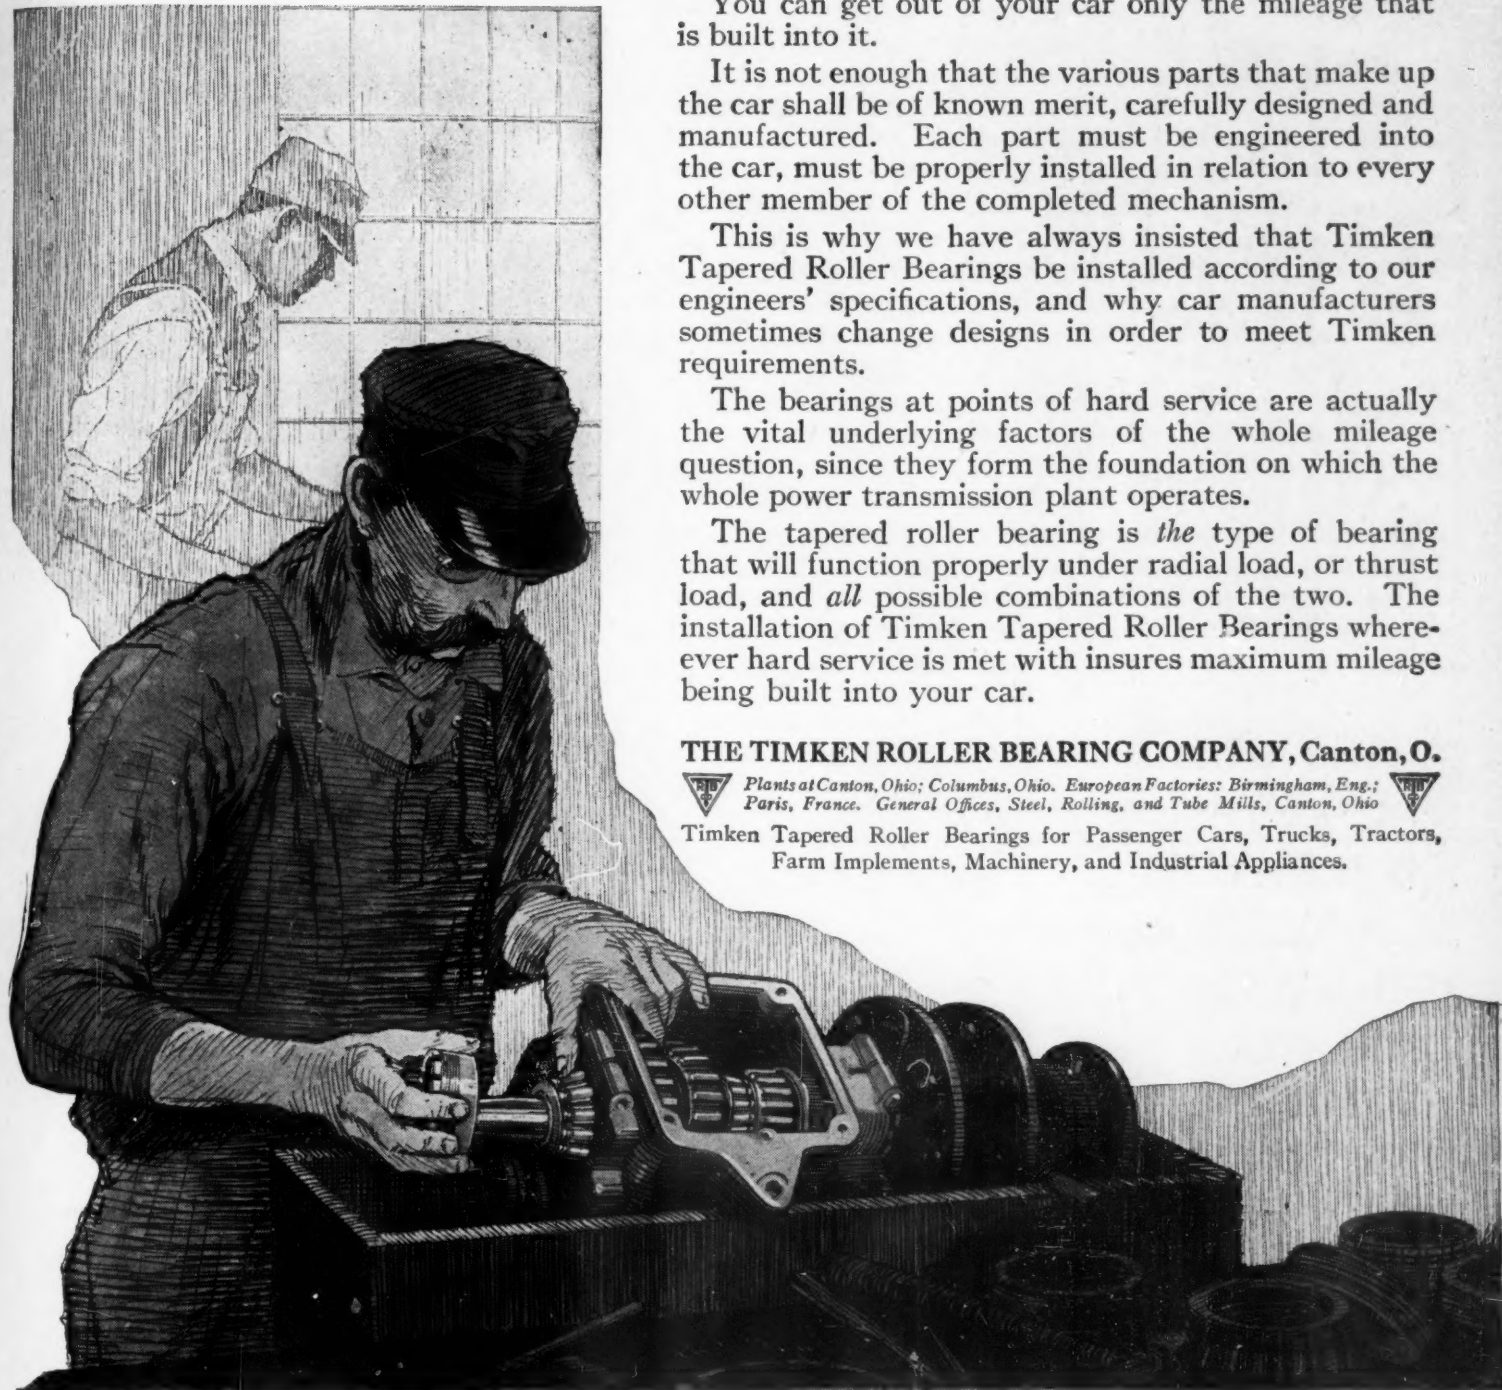 You can get out of your car only the mileage that
is built into it.
It is not enough that the various parts that make up
the car shall be of known merit, carefully designed and
manufactured. Each part must be engineered into
the car, must be properly installed in relation to every
other member of the completed mechanism.
This is why we have always insisted that Timken
Tapered Roller Bearings be installed according to our
engineers' specifications, and why car manufacturers
sometimes change designs in order to meet Timken
requirements.
The bearings at points of hard service are actually
the vital underlying factors of the whole mileage
question, since they form the foundation on which the
whole power transmission plant operates.
The tapered roller bearing is the type of bearing
that will function properly under radial load, or thrust
load, and all possible combinations of the two. The
installation of Timken Tapered Roller Bearings where-
ever hard service is met with insures maximum mileage
being built into your car.
THE TIMKEN ROLLER BEARING COMPANY, Canton, O.
Plants at Canton, Ohio; Columbus, Ohio. European Factories: Birmingham, Eng.;
Paris, France. General Offices, Steel, Rolling, and Tube Mills, Canton, Ohio
Timken Tapered Roller Bearings for Passenger Cars, Trucks, Tractors,
Farm Implements, Machinery, and Industrial Appliances.